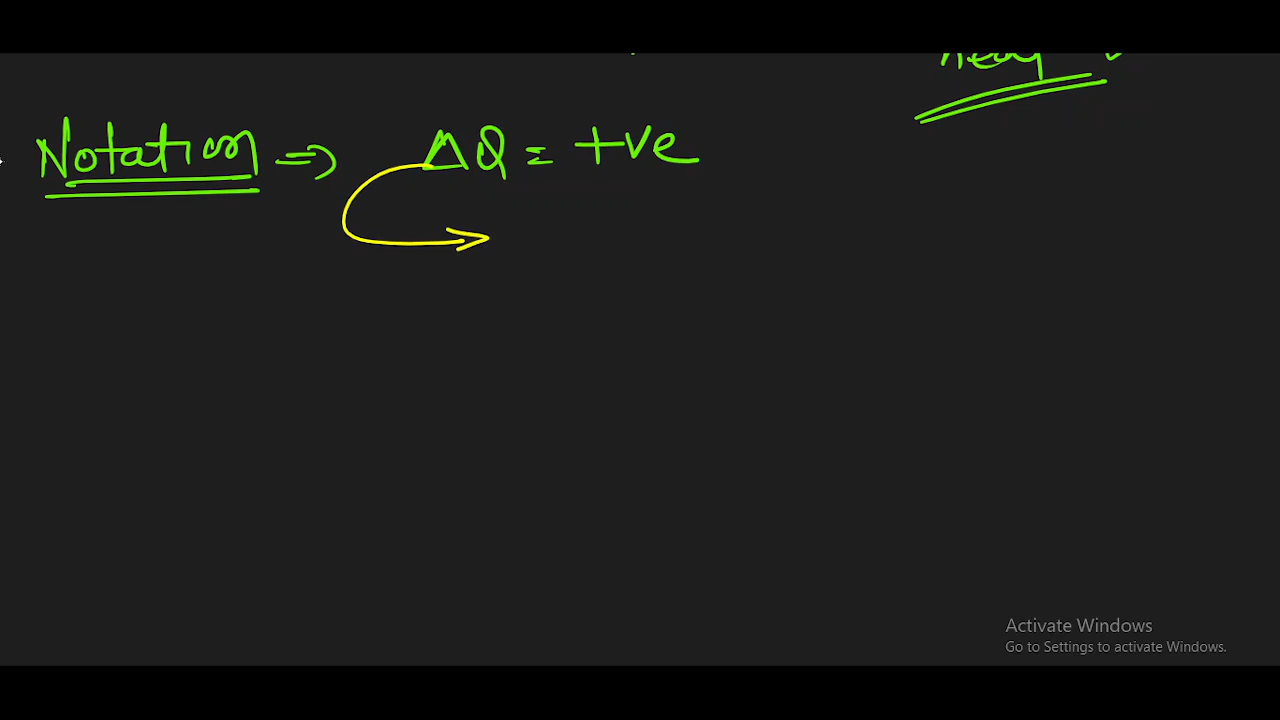 Notation ⇒ ΔQ = +ve
Activate Windows
Go to Settings to activate Windows.